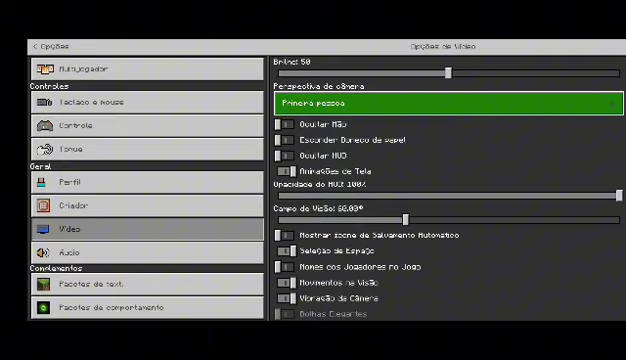 < Opções
Opções de Vídeo
Multijogador
Controles
Teclado e mouse
Controle
Toque
Geral
Perfil
Criador
Vídeo
Áudio
Complementos
Pacotes de text.
Pacotes de comportamento
Brilho: 50
Perspectiva de câmera
Primeira pessoa
Ocultar Mão
Esconder Boneco de papel
Ocultar HUD
Animações de Tela
Opacidade do HUD: 100%
Campo de Visão: 60.00°
Mostrar ícone de Salvamento Automático
Seleção de Espaço
Nomes dos Jogadores no Jogo
Movimentos na Visão
Vibração da Câmera
Bolhas Elegantes